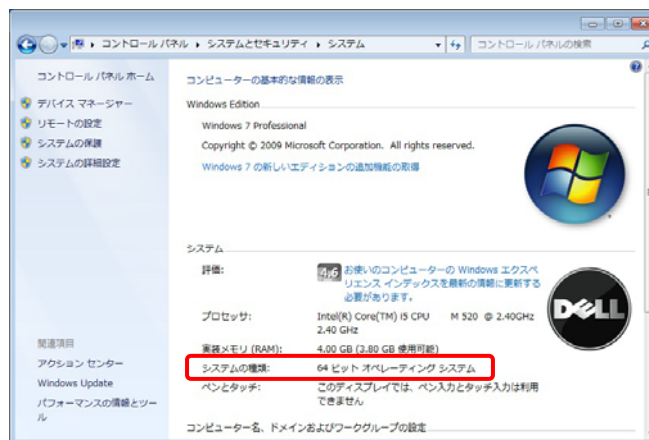 コントロール パネル ▸ システムとセキュリティ ▸ システム
コントロール パネルの検索
コントロール パネル ホーム
デバイス マネージャー
リモートの設定
システムの保護
システムの詳細設定
関連項目
アクション センター
Windows Update
パフォーマンスの情報とツー
ル
コンピューターの基本的な情報の表示
Windows Edition
Windows 7 Professional
Copyright © 2009 Microsoft Corporation. All rights reserved.
Windows 7 の新しいエディションの追加機能の取得
システム
評価:
4.6 お使いのコンピューターの Windows エクスペ
リエンス インデックスを最新の情報に更新する
必要があります。
DELL
プロセッサ: Intel(R) Core(TM) i5 CPU M 520 @ 2.40GHz
2.40 GHz
実装メモリ (RAM): 4.00 GB (3.80 GB 使用可能)
システムの種類: 64 ビット オペレーティング システム
ペンとタッチ: このディスプレイでは、ペン入力とタッチ入力は利用
できません
コンピューター名、ドメインおよびワークグループの設定